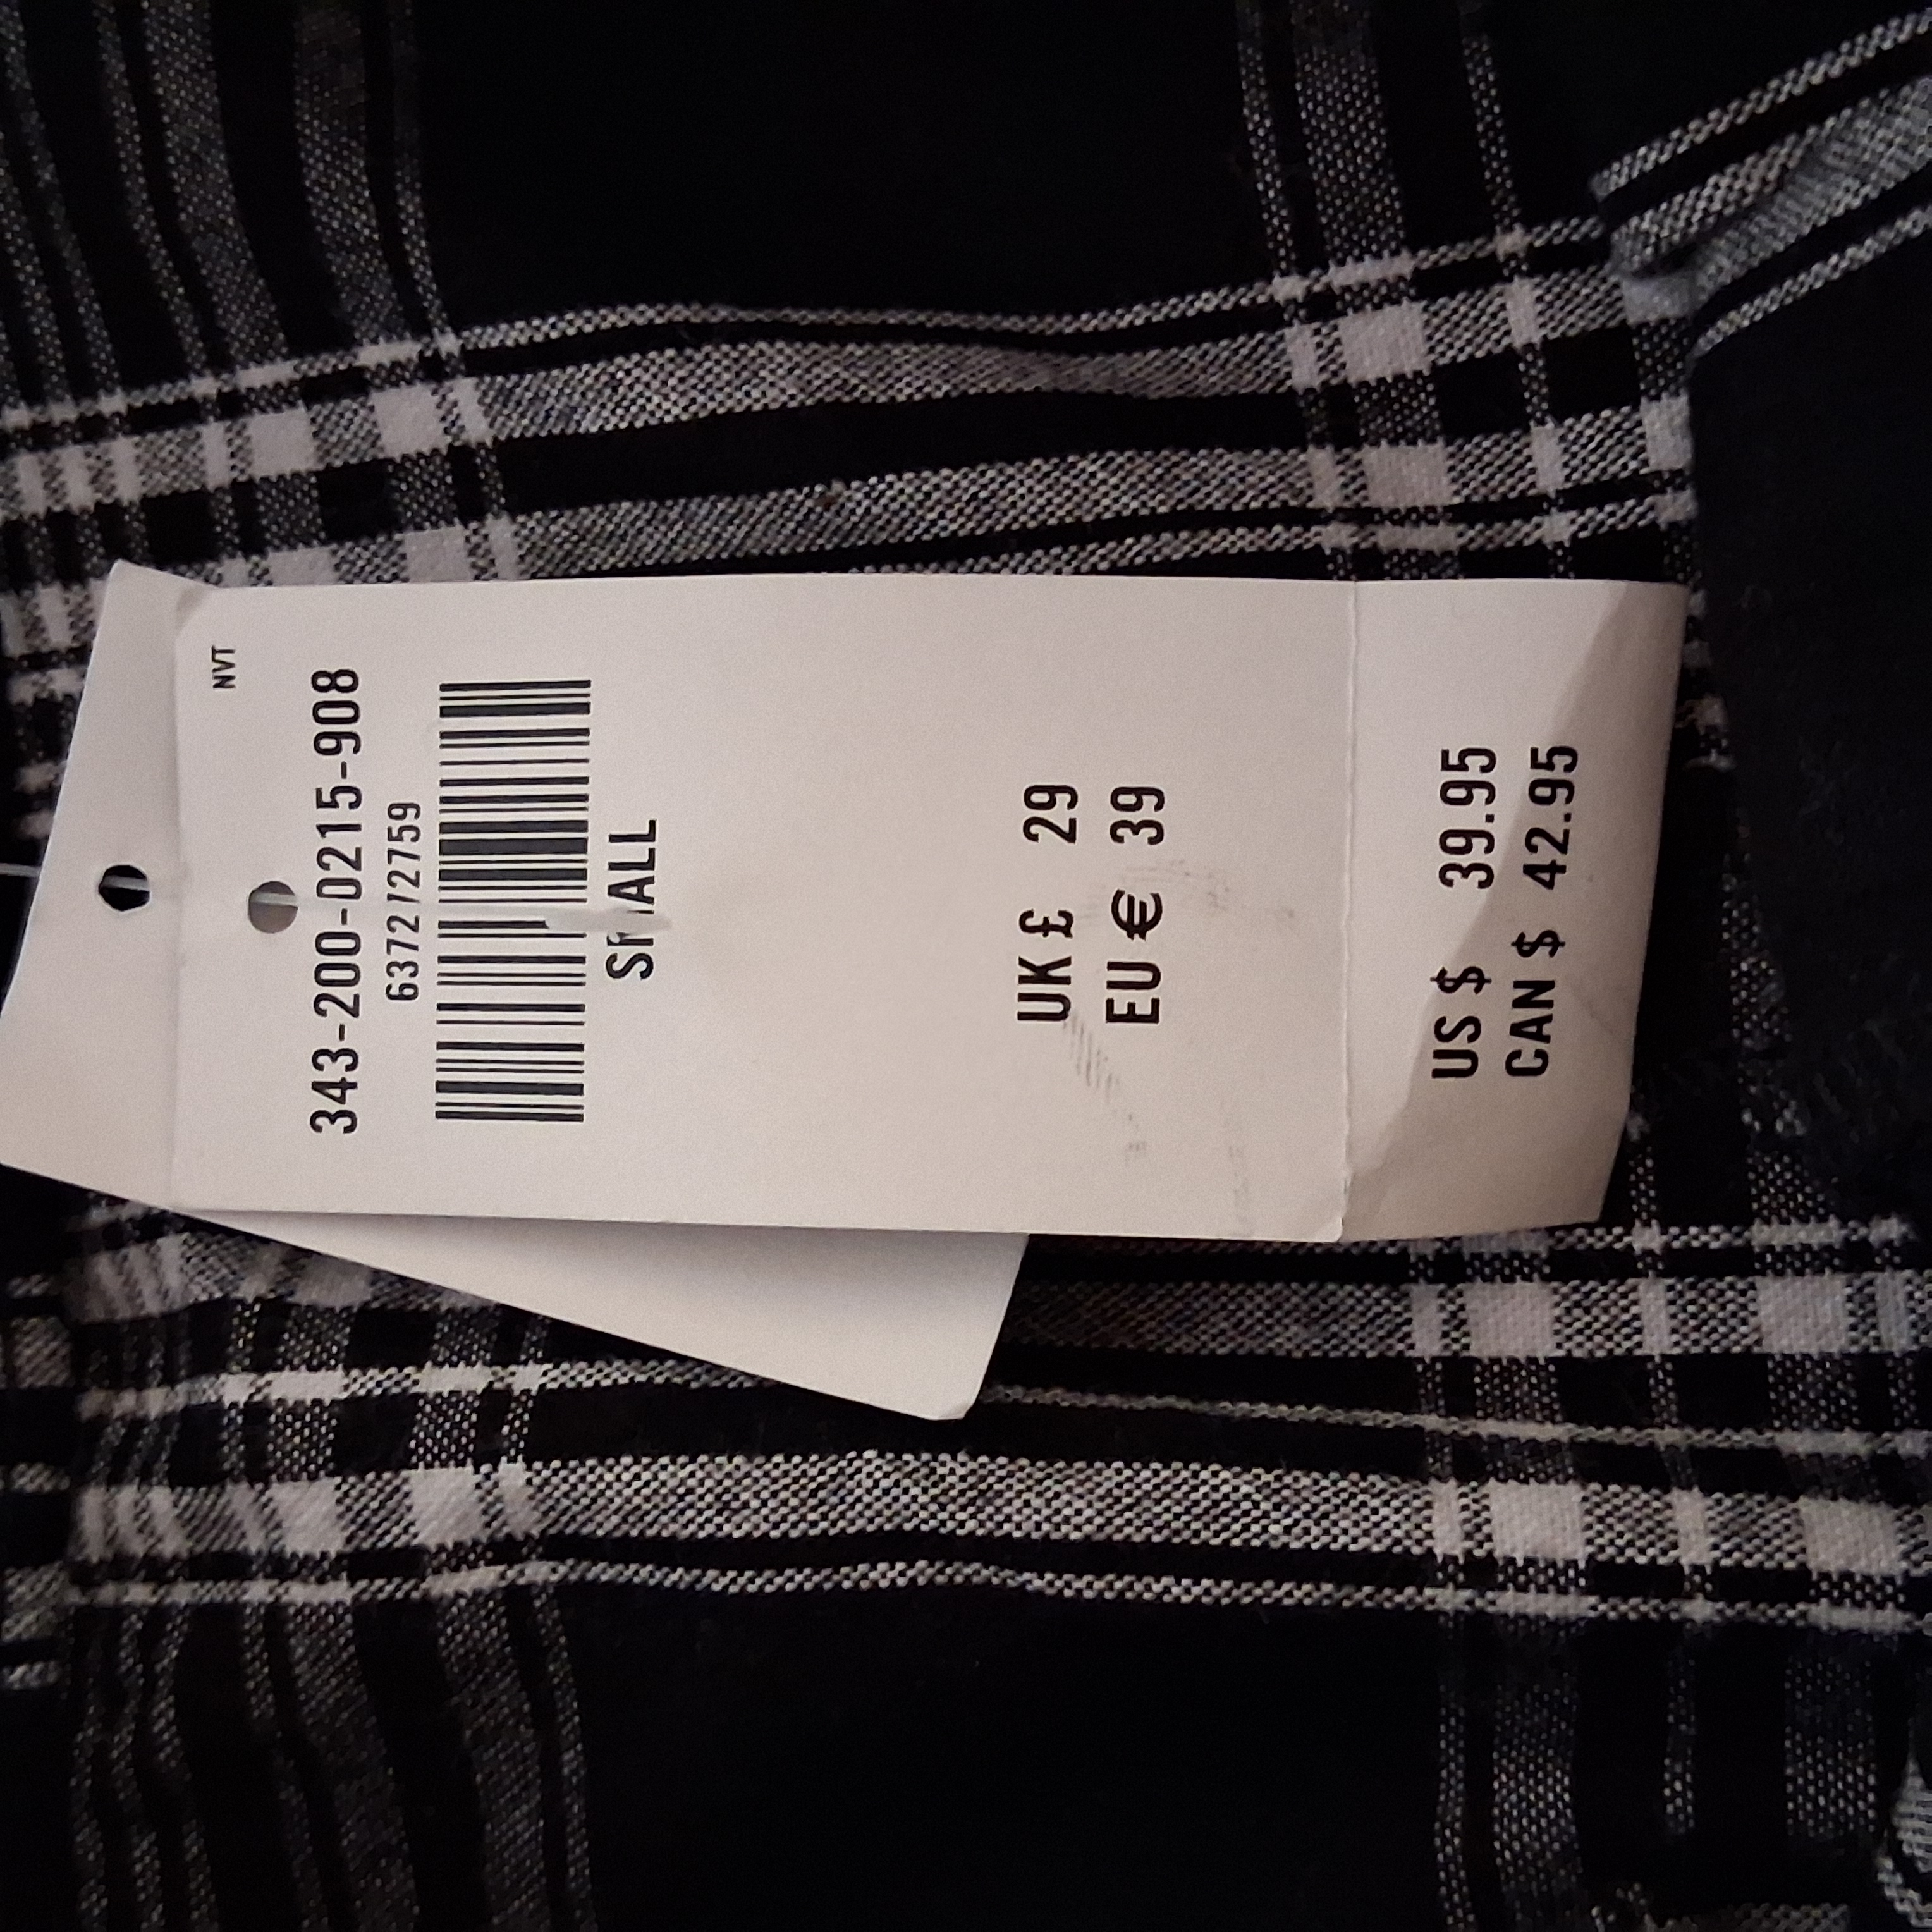 NVT
343-200-0215-908
6372/2759
SMALL
UK £ 29
EU € 39
US $ 39.95
CAN $ 42.95